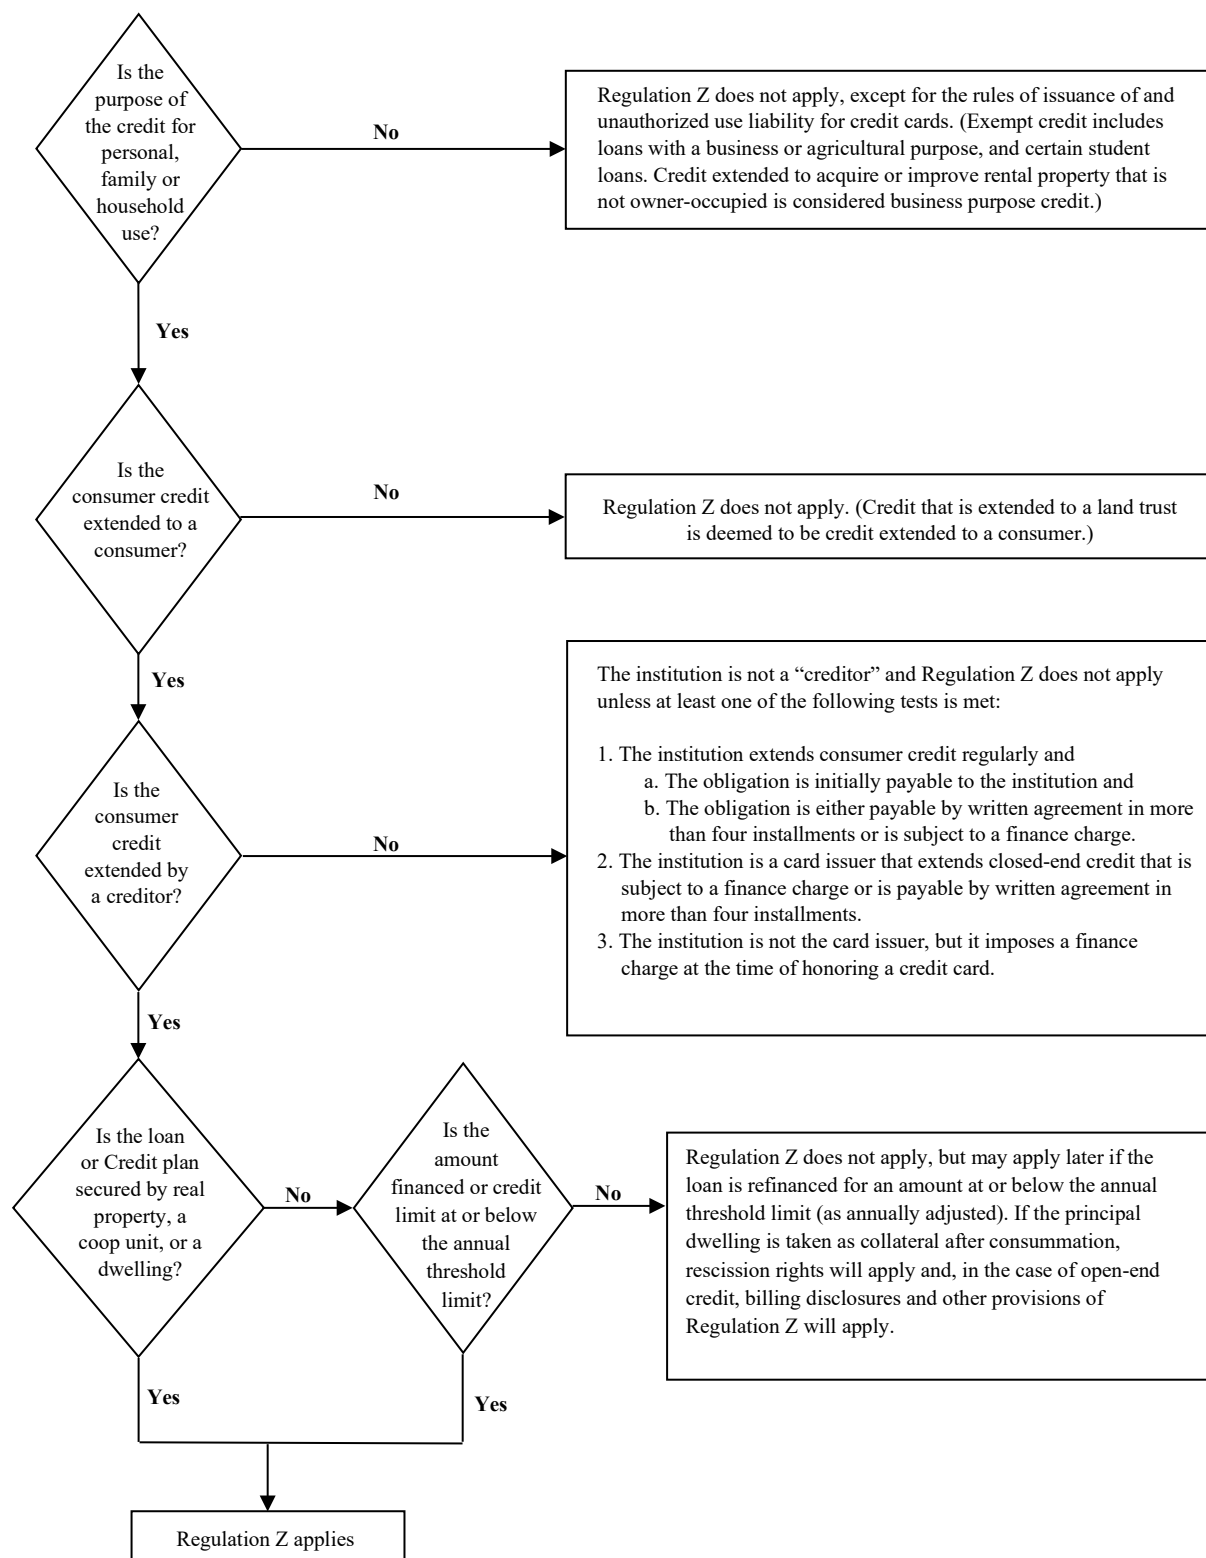 Is the
purpose of
the credit for
personal,
family or
household
use?
No
Regulation Z does not apply, except for the rules of issuance of and
unauthorized use liability for credit cards. (Exempt credit includes
loans with a business or agricultural purpose, and certain student
loans. Credit extended to acquire or improve rental property that is
not owner-occupied is considered business purpose credit.)
Yes
Is the
consumer credit
extended to a
consumer?
No
Regulation Z does not apply. (Credit that is extended to a land trust
is deemed to be credit extended to a consumer.)
Yes
Is the
consumer
credit
extended by
a creditor?
No
The institution is not a “creditor” and Regulation Z does not apply
unless at least one of the following tests is met:
1. The institution extends consumer credit regularly and
a. The obligation is initially payable to the institution and
b. The obligation is either payable by written agreement in more
than four installments or is subject to a finance charge.
2. The institution is a card issuer that extends closed-end credit that is
subject to a finance charge or is payable by written agreement in
more than four installments.
3. The institution is not the card issuer, but it imposes a finance
charge at the time of honoring a credit card.
Yes
Is the loan
or Credit plan
secured by real
property, a
coop unit, or a
dwelling?
No
Is the
amount
financed or credit
limit at or below
the annual
threshold
limit?
No
Regulation Z does not apply, but may apply later if the
loan is refinanced for an amount at or below the annual
threshold limit (as annually adjusted). If the principal
dwelling is taken as collateral after consummation,
rescission rights will apply and, in the case of open-end
credit, billing disclosures and other provisions of
Regulation Z will apply.
Yes
Yes
Regulation Z applies